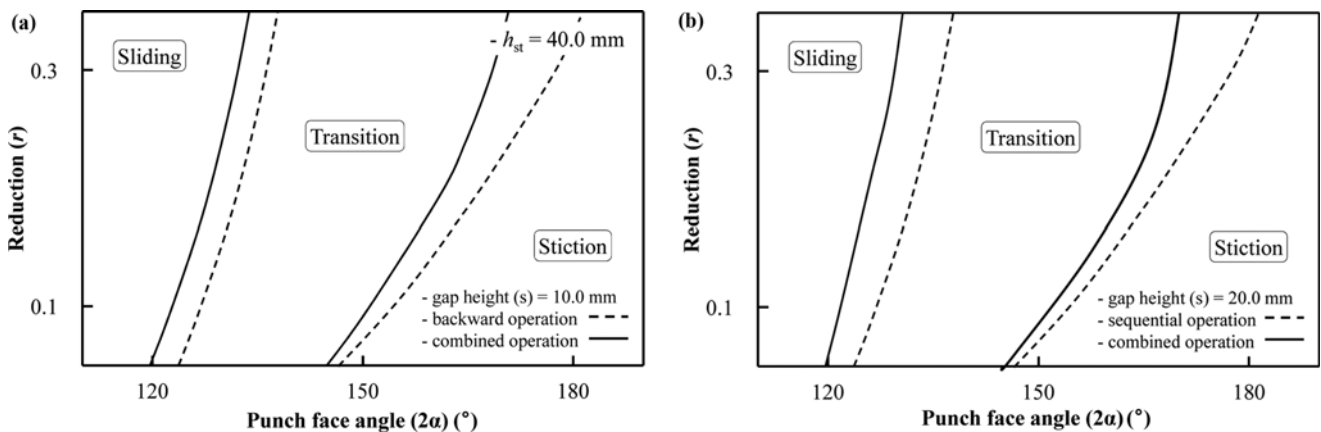 (a)
Sliding
- hst = 40.0 mm
0.3
Transition
Reduction (r)
Stiction
0.1
- gap height (s) = 10.0 mm
- backward operation
- combined operation
120
150
180
Punch face angle (2α) (°)
(b)
Sliding
0.3
Transition
Reduction (r)
Stiction
0.1
- gap height (s) = 20.0 mm
- sequential operation
- combined operation
120
150
180
Punch face angle (2α) (°)